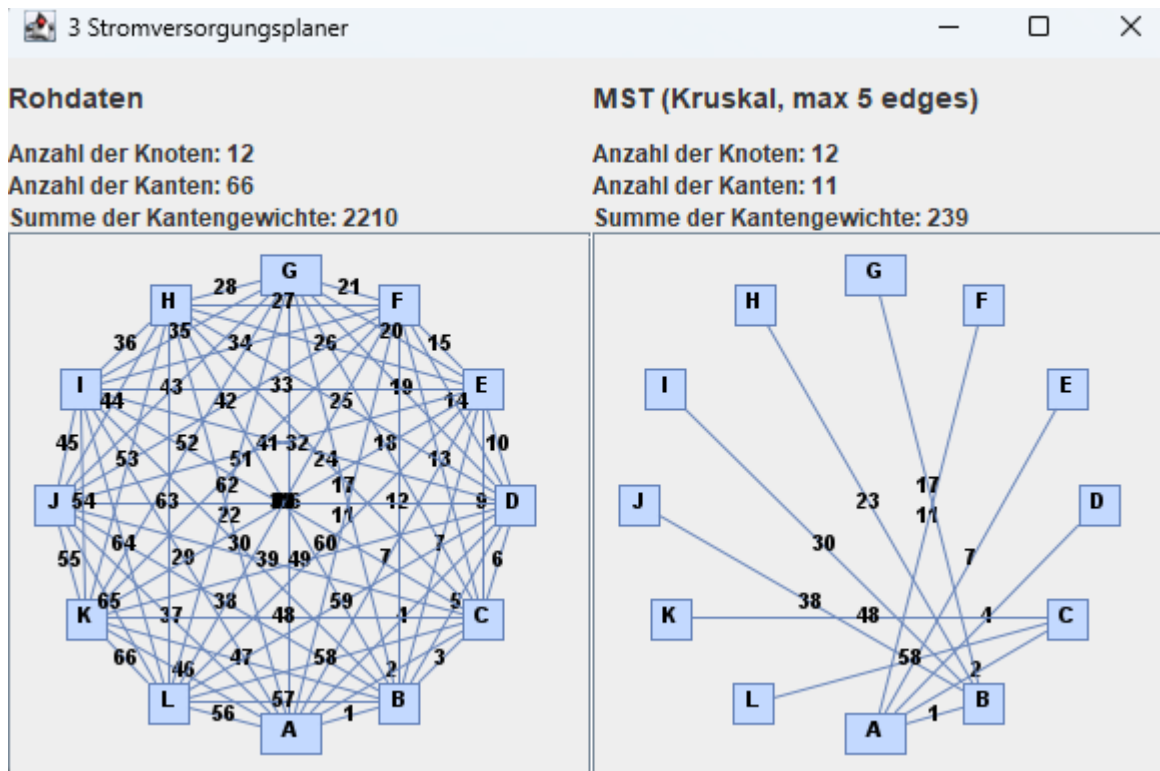 3 Stromversorgungsplaner
Rohdaten
Anzahl der Knoten: 12
Anzahl der Kanten: 66
Summe der Kantengewichte: 2210
G
28 21
H 27 F
35 20
36 34 26 15
I 43 33 19 E
44 42 25 14
45 52 41 32 18 10
53 51 24 13
62 17
J 54 63 12 9 D
22 11
64 30 60 7
55 29 39 49 7 6
65 38 59 5
K 37 48 4 C
66 47 58 3
46 2
L 57 B
56 1
A
MST (Kruskal, max 5 edges)
Anzahl der Knoten: 12
Anzahl der Kanten: 11
Summe der Kantengewichte: 239
G
H F
I E
17
J 23 D
11
30 7
38
K 48 4 C
58
2
L B
1
A